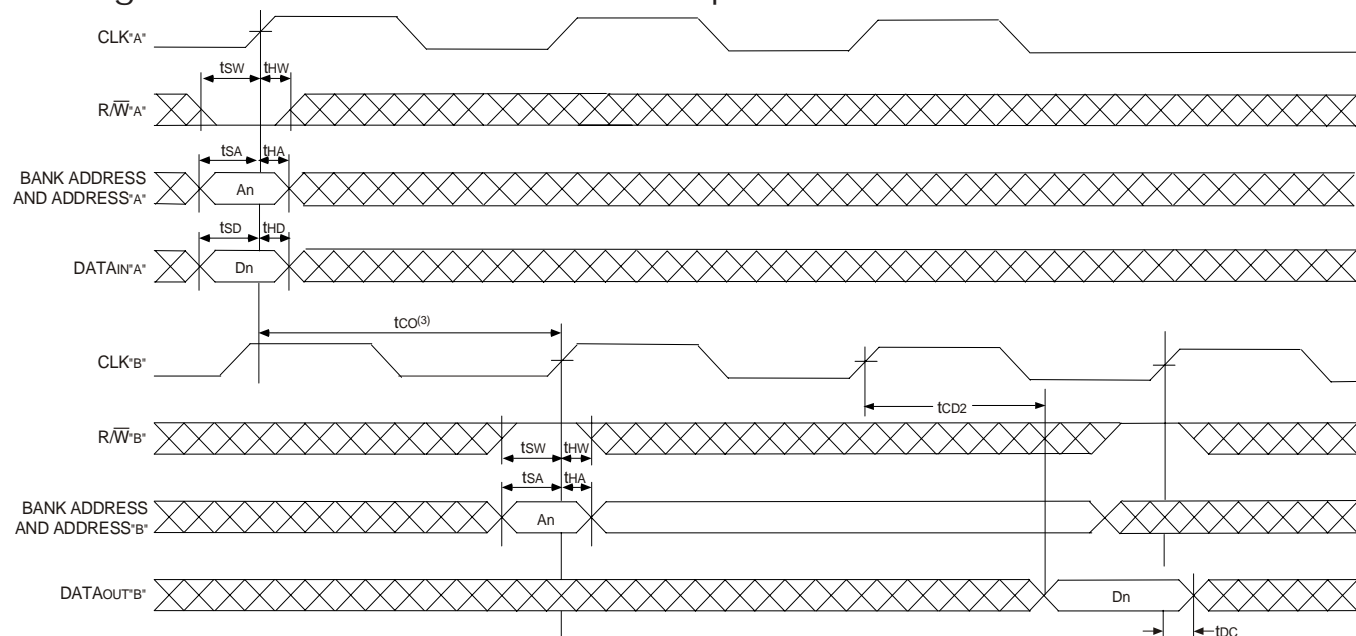 CLK"A"
tSW tHW
R/W̅"A"
tSA tHA
BANK ADDRESS
AND ADDRESS"A"
An
tSD tHD
DATAIN"A"
Dn
tCO(3)
CLK"B"
tCD2
R/W̅"B"
tSW tHW
tSA tHA
BANK ADDRESS
AND ADDRESS"B"
An
DATAOUT"B"
Dn
tDC